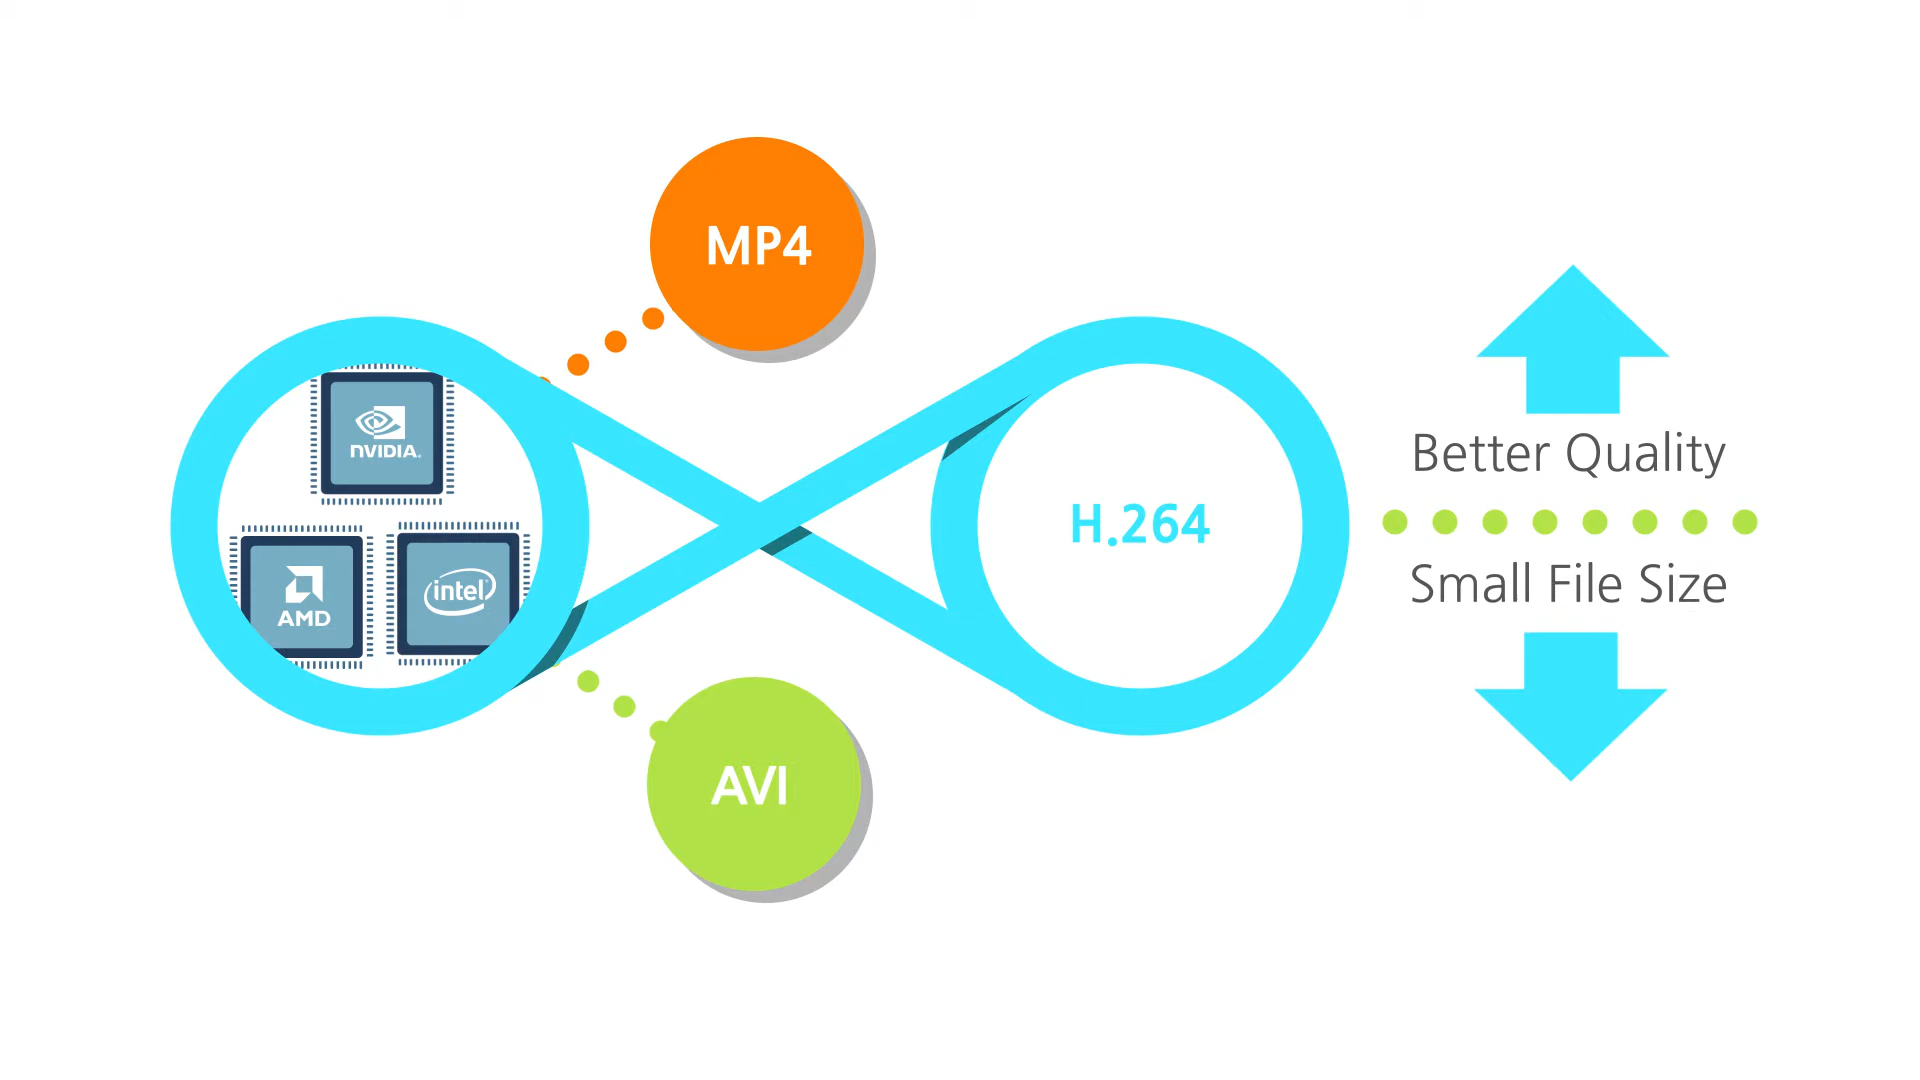 MP4
NVIDIA.
AMD
intel
H.264
Better Quality
Small File Size
AVI